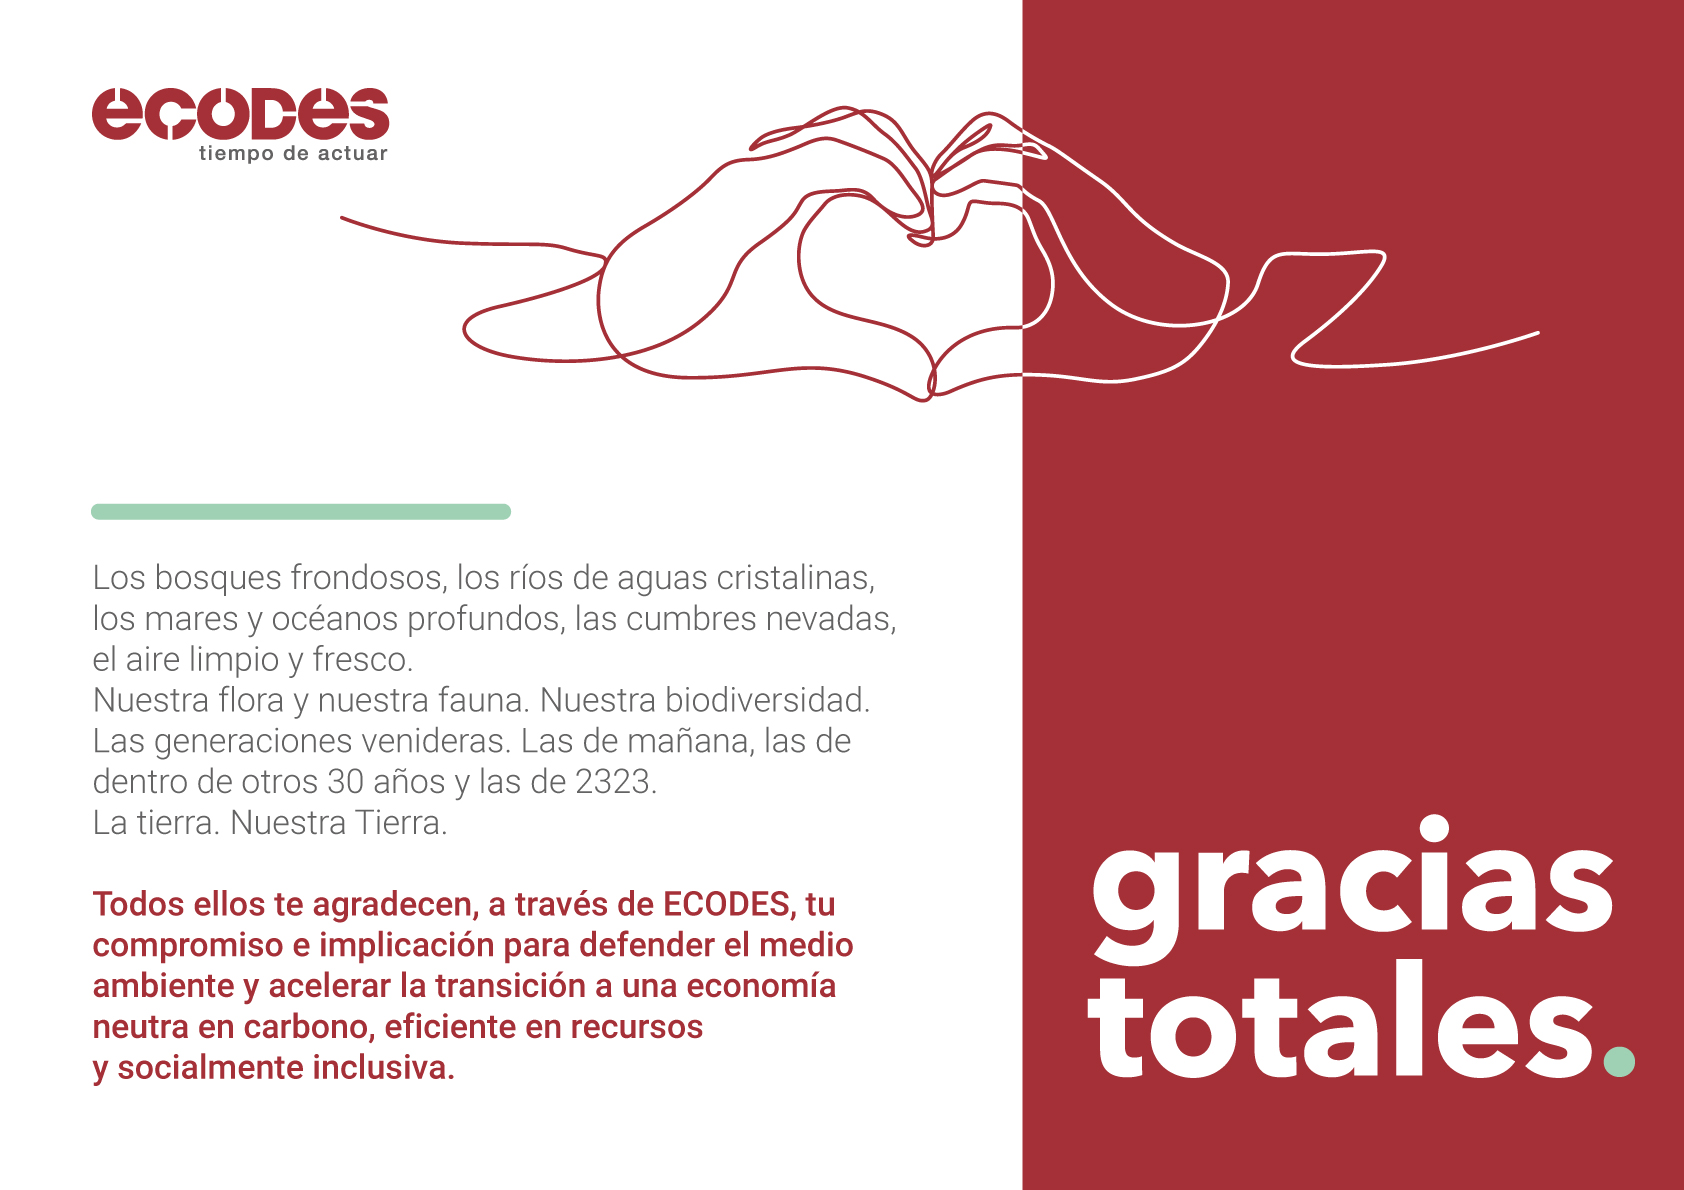 ecodes
tiempo de actuar
Los bosques frondosos, los ríos de aguas cristalinas,
los mares y océanos profundos, las cumbres nevadas,
el aire limpio y fresco.
Nuestra flora y nuestra fauna. Nuestra biodiversidad.
Las generaciones venideras. Las de mañana, las de
dentro de otros 30 años y las de 2323.
La tierra. Nuestra Tierra.
Todos ellos te agradecen, a través de ECODES, tu
compromiso e implicación para defender el medio
ambiente y acelerar la transición a una economía
neutra en carbono, eficiente en recursos
y socialmente inclusiva.
gracias
totales.